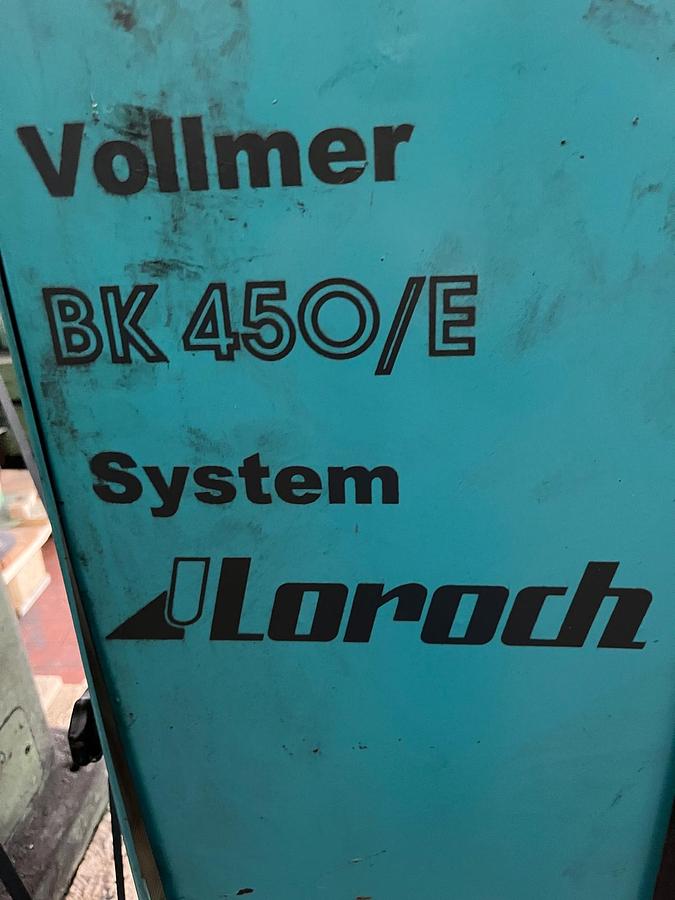 Vollmer
BK 450/E
System
Loroch